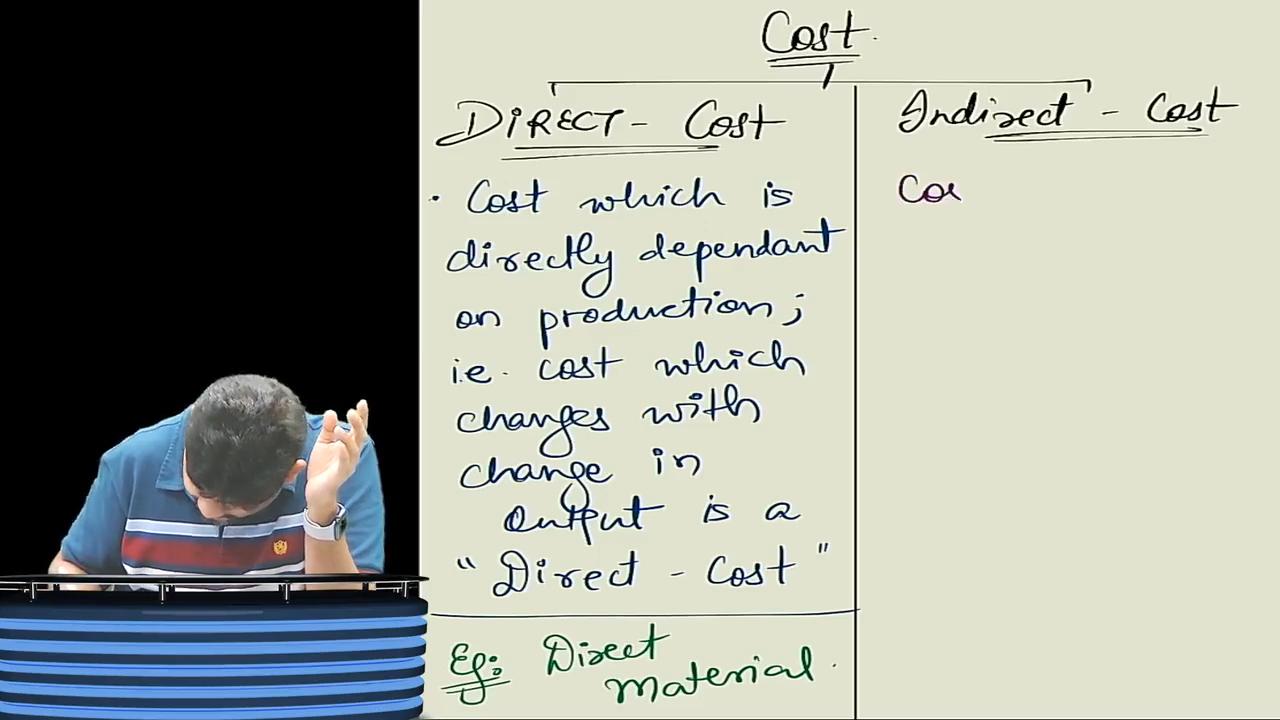 Cost.
DIRECT - Cost
Indirect - Cost
• Cost which is
directly dependant
on production;
i.e. cost which
changes with
change in
Output is a
"Direct - Cost"
Eg:- Direct
Material.
Cos